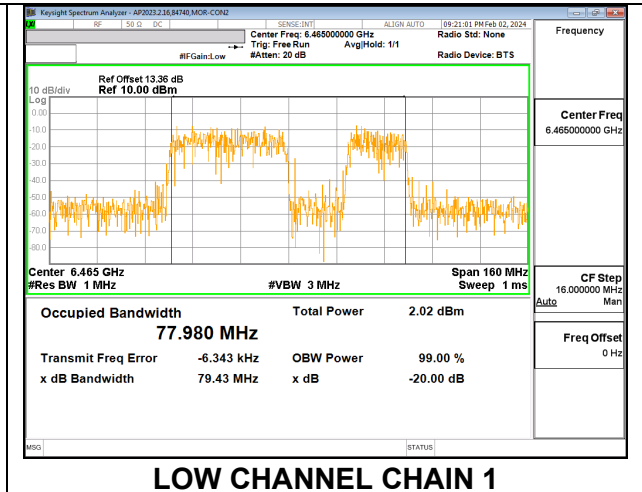 Keysight Spectrum Analyzer - AP2023.2.16,84740,MOR-CON2
LXI RF 50 Ω DC SENSE:INT ALIGN AUTO 09:21:01 PM Feb 02, 2024
Center Freq: 6.465000000 GHz Radio Std: None
Trig: Free Run Avg|Hold: 1/1
#IFGain:Low #Atten: 20 dB Radio Device: BTS
Frequency
Ref Offset 13.36 dB
10 dB/div Ref 10.00 dBm
Log
0.00
-10.0
-20.0
-30.0
-40.0
-50.0
-60.0
-70.0
-80.0
Center 6.465 GHz Span 160 MHz
#Res BW 1 MHz #VBW 3 MHz Sweep 1 ms
Occupied Bandwidth Total Power 2.02 dBm
77.980 MHz
Transmit Freq Error -6.343 kHz OBW Power 99.00 %
x dB Bandwidth 79.43 MHz x dB -20.00 dB
Center Freq
6.465000000 GHz
CF Step
16.000000 MHz
Auto Man
Freq Offset
0 Hz
MSG STATUS
LOW CHANNEL CHAIN 1